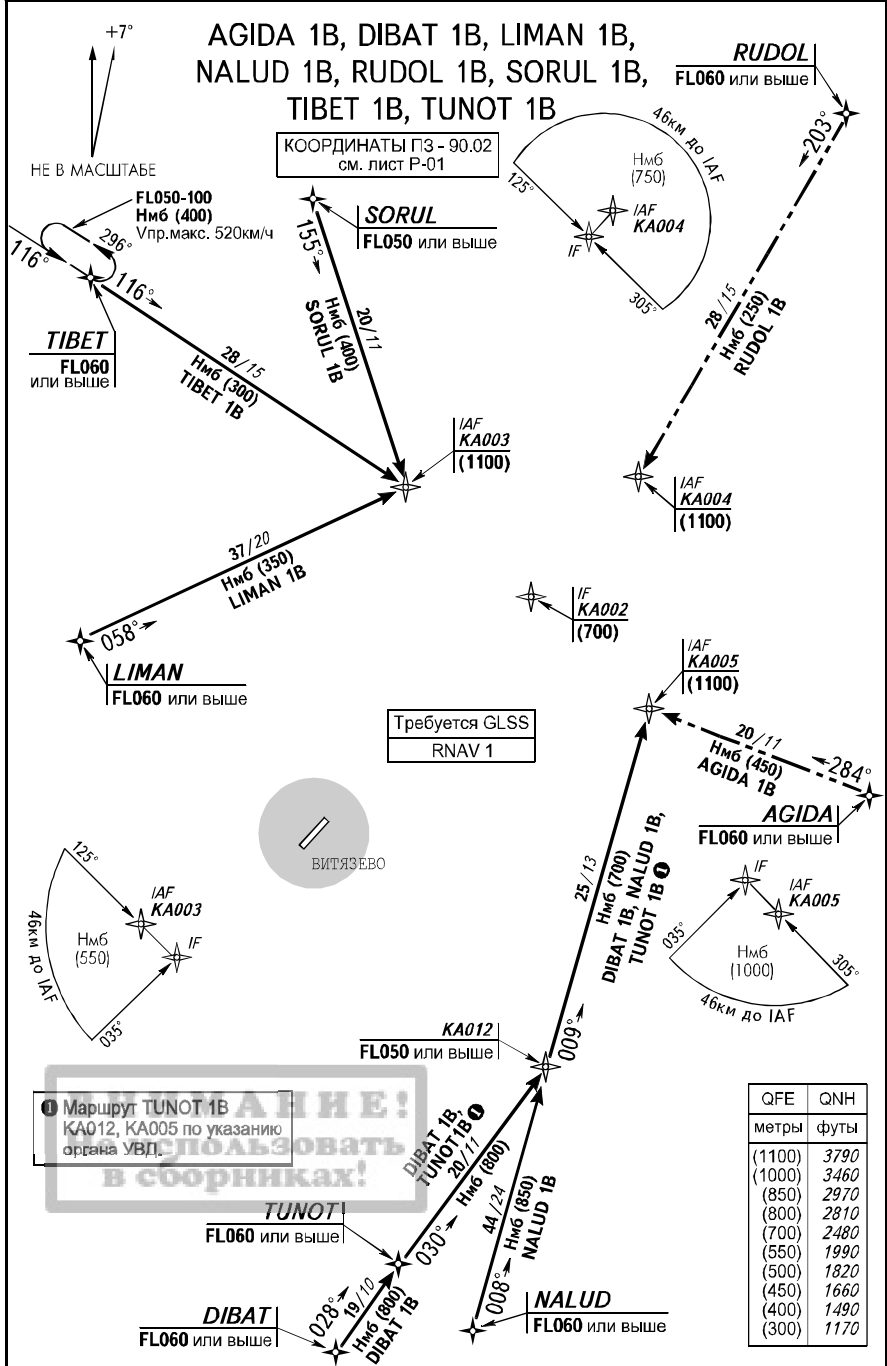 AGIDA 1B, DIBAT 1B, LIMAN 1B,
NALUD 1B, RUDOL 1B, SORUL 1B,
TIBET 1B, TUNOT 1B
+7°
НЕ В МАСШТАБЕ
КООРДИНАТЫ ПЗ - 90.02
см. лист Р-01
RUDOL
FL060 или выше
203°
28/15
Нмб (250)
RUDOL 1B
46км до IAF
Нмб
(750)
125°
IAF
KA004
IF
305°
FL050-100
Нмб (400)
Vпр.макс. 520км/ч
116°
296°
116°
TIBET
FL060
или выше
28/15
Нмб (300)
TIBET 1B
SORUL
FL050 или выше
155°
20/11
Нмб (400)
SORUL 1B
IAF
KA003
(1100)
IAF
KA004
(1100)
37/20
Нмб (350)
LIMAN 1B
058°
LIMAN
FL060 или выше
IF
KA002
(700)
IAF
KA005
(1100)
Требуется GLSS
RNAV 1
20/11
Нмб (450)
AGIDA 1B
284°
AGIDA
FL060 или выше
ВИТЯЗЕВО
25/13
Нмб (700)
DIBAT 1B, NALUD 1B,
TUNOT 1B ❶
009°
125°
IAF
KA003
IF
Нмб
(550)
46км до IAF
035°
IF
IAF
KA005
035°
Нмб
(1000)
305°
46км до IAF
KA012
FL050 или выше
ВНИМАНИЕ!
Не использовать
в сборниках!
❶ Маршрут TUNOT 1B
KA012, KA005 по указанию
органа УВД.
DIBAT 1B,
TUNOT1B ❶
20/11
Нмб (800)
030°
44/24
Нмб (850)
NALUD 1B
008°
TUNOT
FL060 или выше
028°
19/10
Нмб (800)
DIBAT 1B
DIBAT
FL060 или выше
NALUD
FL060 или выше
QFE QNH
метры футы
(1100) 3790
(1000) 3460
(850) 2970
(800) 2810
(700) 2480
(550) 1990
(500) 1820
(450) 1660
(400) 1490
(300) 1170